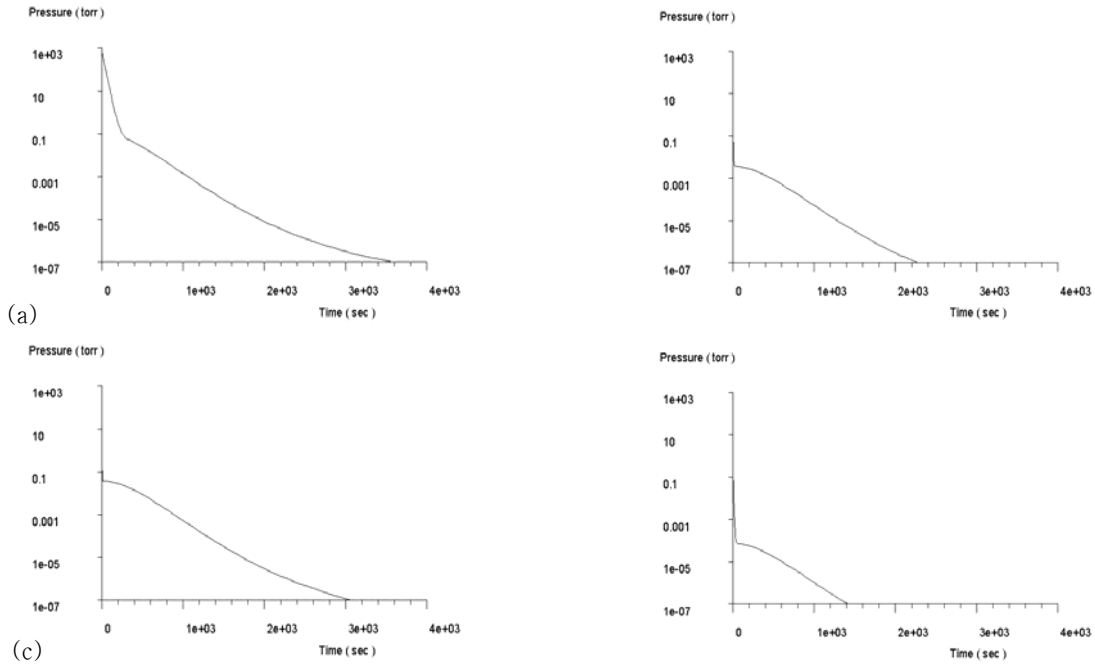 Pressure ( torr )
1e+03
10
0.1
0.001
1e-05
1e-07
0
1e+03
2e+03
3e+03
4e+03
Time ( sec )
(a)
Pressure ( torr )
1e+03
10
0.1
0.001
1e-05
1e-07
0
1e+03
2e+03
3e+03
4e+03
Time ( sec )
Pressure ( torr )
1e+03
10
0.1
0.001
1e-05
1e-07
0
1e+03
2e+03
3e+03
4e+03
Time ( sec )
(c)
Pressure ( torr )
1e+03
10
0.1
0.001
1e-05
1e-07
0
1e+03
2e+03
3e+03
4e+03
Time ( sec )